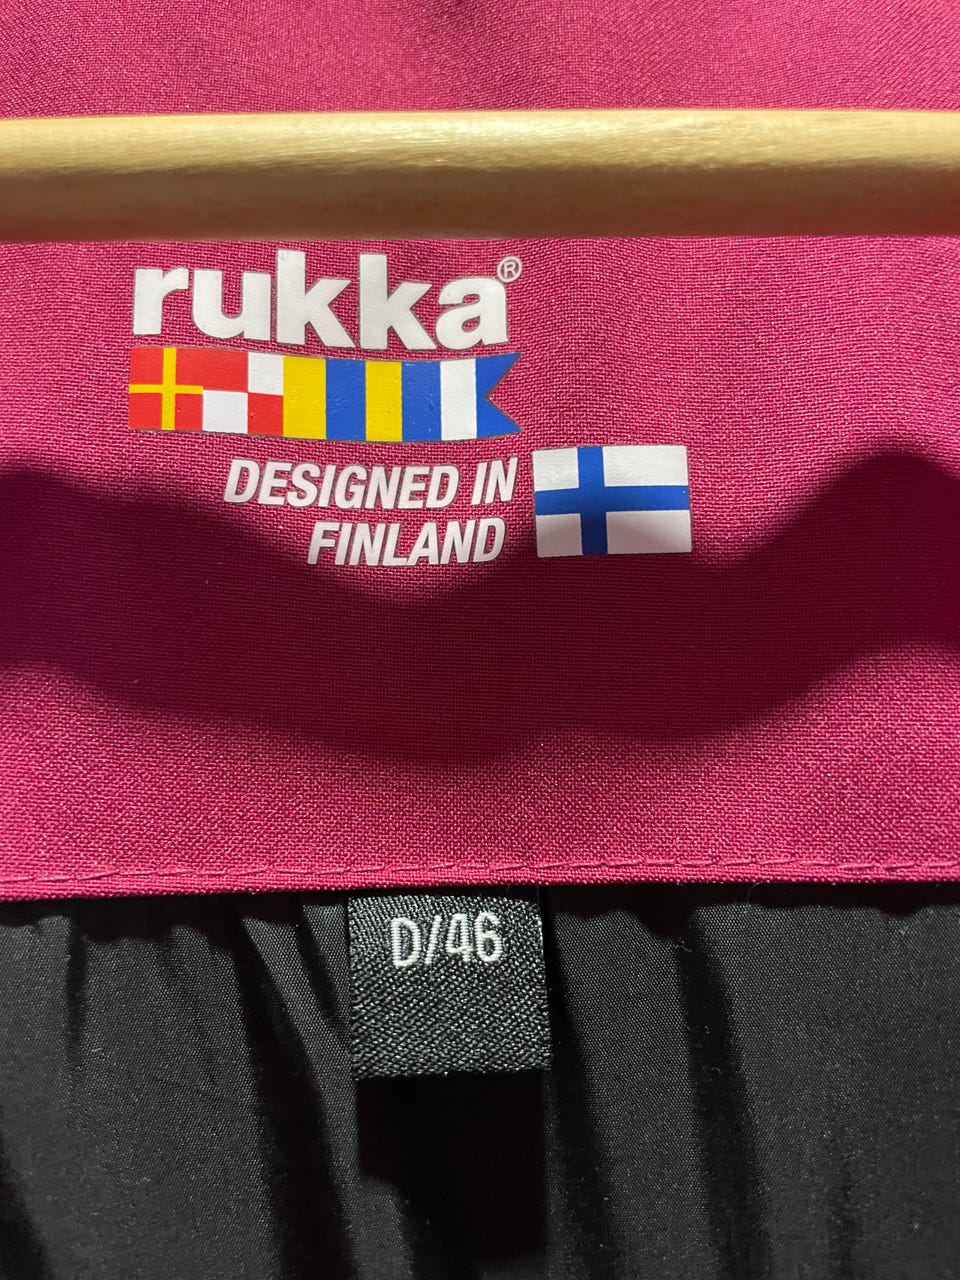 rukka®
DESIGNED IN
FINLAND
D/46